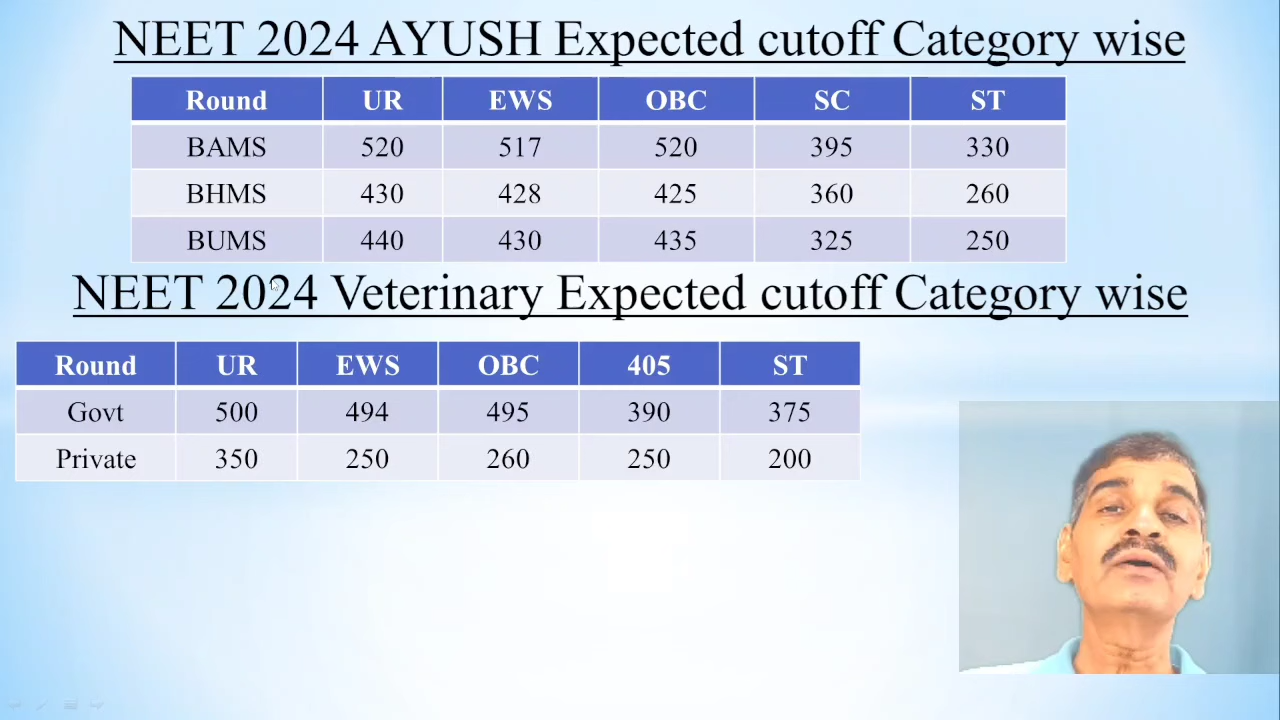 NEET 2024 AYUSH Expected cutoff Category wise
Round UR EWS OBC SC ST
BAMS 520 517 520 395 330
BHMS 430 428 425 360 260
BUMS 440 430 435 325 250
NEET 2024 Veterinary Expected cutoff Category wise
Round UR EWS OBC 405 ST
Govt 500 494 495 390 375
Private 350 250 260 250 200